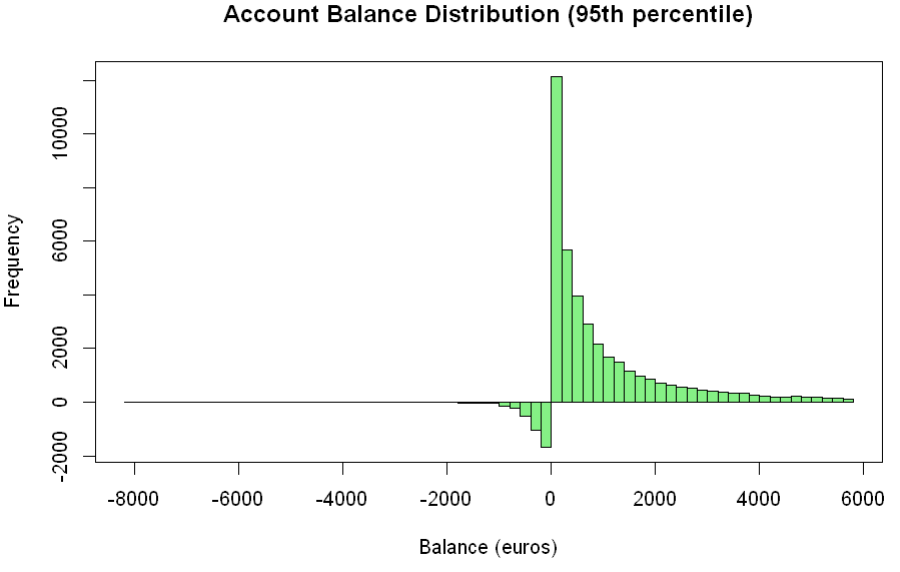 Account Balance Distribution (95th percentile)
Frequency
10000
6000
2000
0
-2000
-8000 -6000 -4000 -2000 0 2000 4000 6000
Balance (euros)